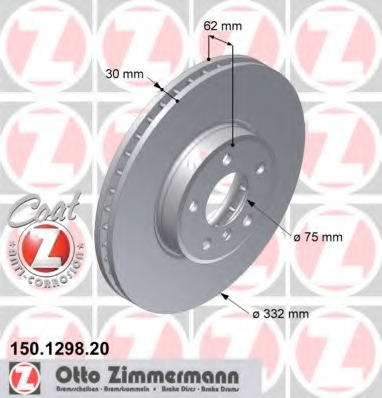 62 mm
30 mm
ø 75 mm
ø 332 mm
Coat
Z
ANTI-CORROSION
150.1298.20
Z
Otto Zimmermann
Bremsscheiben - Bremstrommeln • Brake Discs - Brake Drums